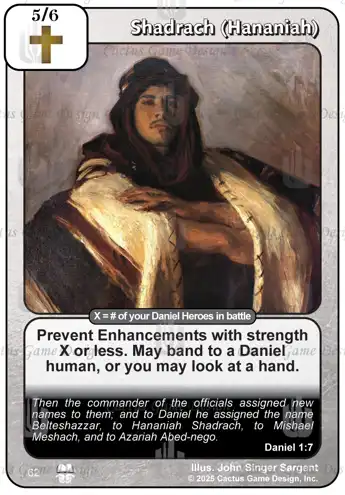 5/6
Shadrach (Hananiah)
X = # of your Daniel Heroes in battle
Prevent Enhancements with strength
X or less. May band to a Daniel
human, or you may look at a hand.
Then the commander of the officials assigned new
names to them; and to Daniel he assigned the name
Belteshazzar, to Hananiah Shadrach, to Mishael
Meshach, and to Azariah Abed-nego.
Daniel 1:7
Illus. John Singer Sargent
62
© 2025 Cactus Game Design, Inc.